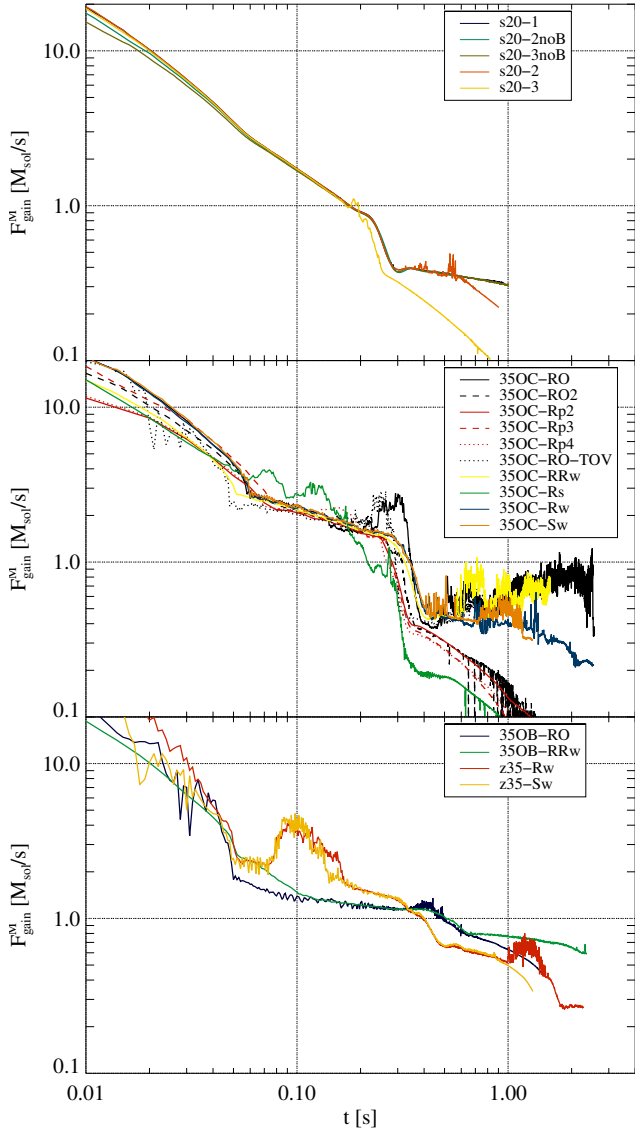 s20-1
s20-2noB
s20-3noB
s20-2
s20-3
10.0
1.0
0.1
F^M_gain [M_sol/s]
35OC-RO
35OC-RO2
35OC-Rp2
35OC-Rp3
35OC-Rp4
35OC-RO-TOV
35OC-RRw
35OC-Rs
35OC-Rw
35OC-Sw
10.0
1.0
0.1
F^M_gain [M_sol/s]
35OB-RO
35OB-RRw
z35-Rw
z35-Sw
10.0
1.0
0.1
F^M_gain [M_sol/s]
0.01 0.10 1.00
t [s]